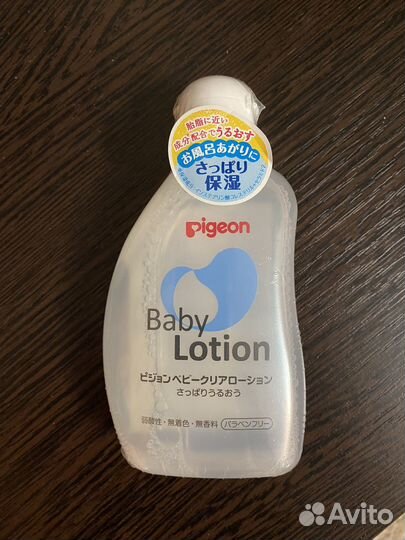 胎脂に近い
成分配合でうるおす
お風呂あがりに
さっぱり
保湿
Pigeon
Baby
Lotion
ピジョンベビークリアローション
さっぱりうるおう
弱酸性・無着色・無香料 パラベンフリー
Avito